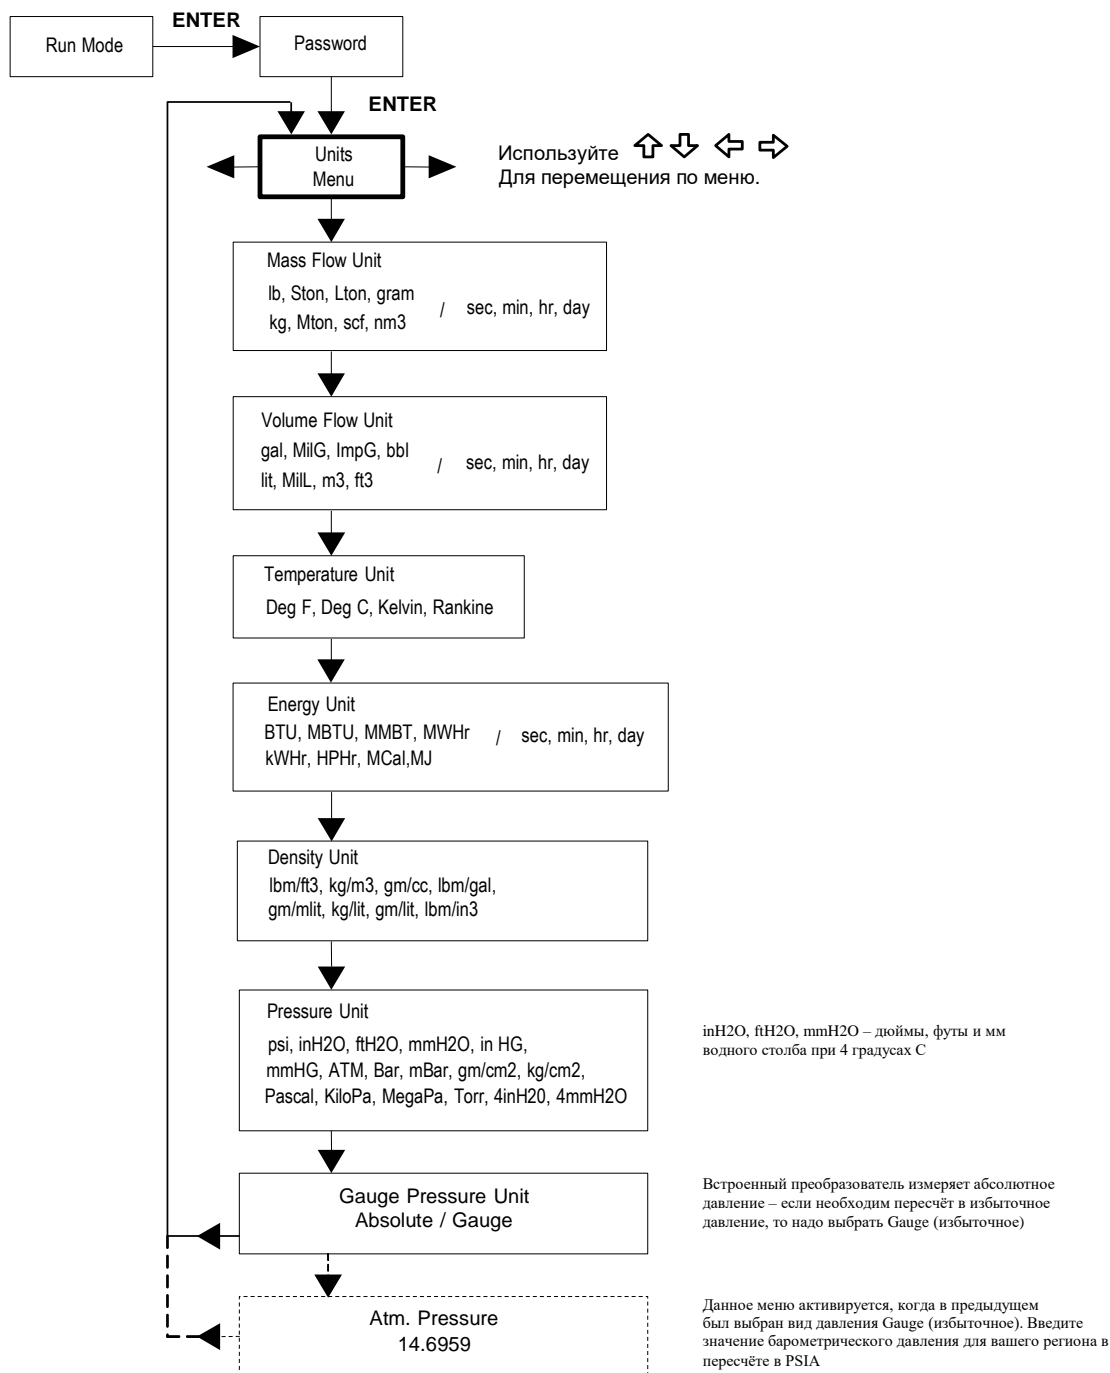 ENTER
Run Mode
Password
ENTER
Units
Menu
Используйте
Для перемещения по меню.
Mass Flow Unit
lb, Ston, Lton, gram
kg, Mton, scf, nm3
/ sec, min, hr, day
Volume Flow Unit
gal, MilG, ImpG, bbl
lit, MilL, m3, ft3
/ sec, min, hr, day
Temperature Unit
Deg F, Deg C, Kelvin, Rankine
Energy Unit
BTU, MBTU, MMBT, MWHr
kWHr, HPHr, MCal,MJ
/ sec, min, hr, day
Density Unit
lbm/ft3, kg/m3, gm/cc, lbm/gal,
gm/mlit, kg/lit, gm/lit, lbm/in3
Pressure Unit
psi, inH2O, ftH2O, mmH2O, in HG,
mmHG, ATM, Bar, mBar, gm/cm2, kg/cm2,
Pascal, KiloPa, MegaPa, Torr, 4inH20, 4mmH2O
inH2O, ftH2O, mmH2O – дюймы, футы и мм
водного столба при 4 градусах С
Gauge Pressure Unit
Absolute / Gauge
Встроенный преобразователь измеряет абсолютное
давление – если необходим пересчёт в избыточное
давление, то надо выбрать Gauge (избыточное)
Atm. Pressure
14.6959
Данное меню активируется, когда в предыдущем
был выбран вид давления Gauge (избыточное). Введите
значение барометрического давления для вашего региона в
пересчёте в PSIA